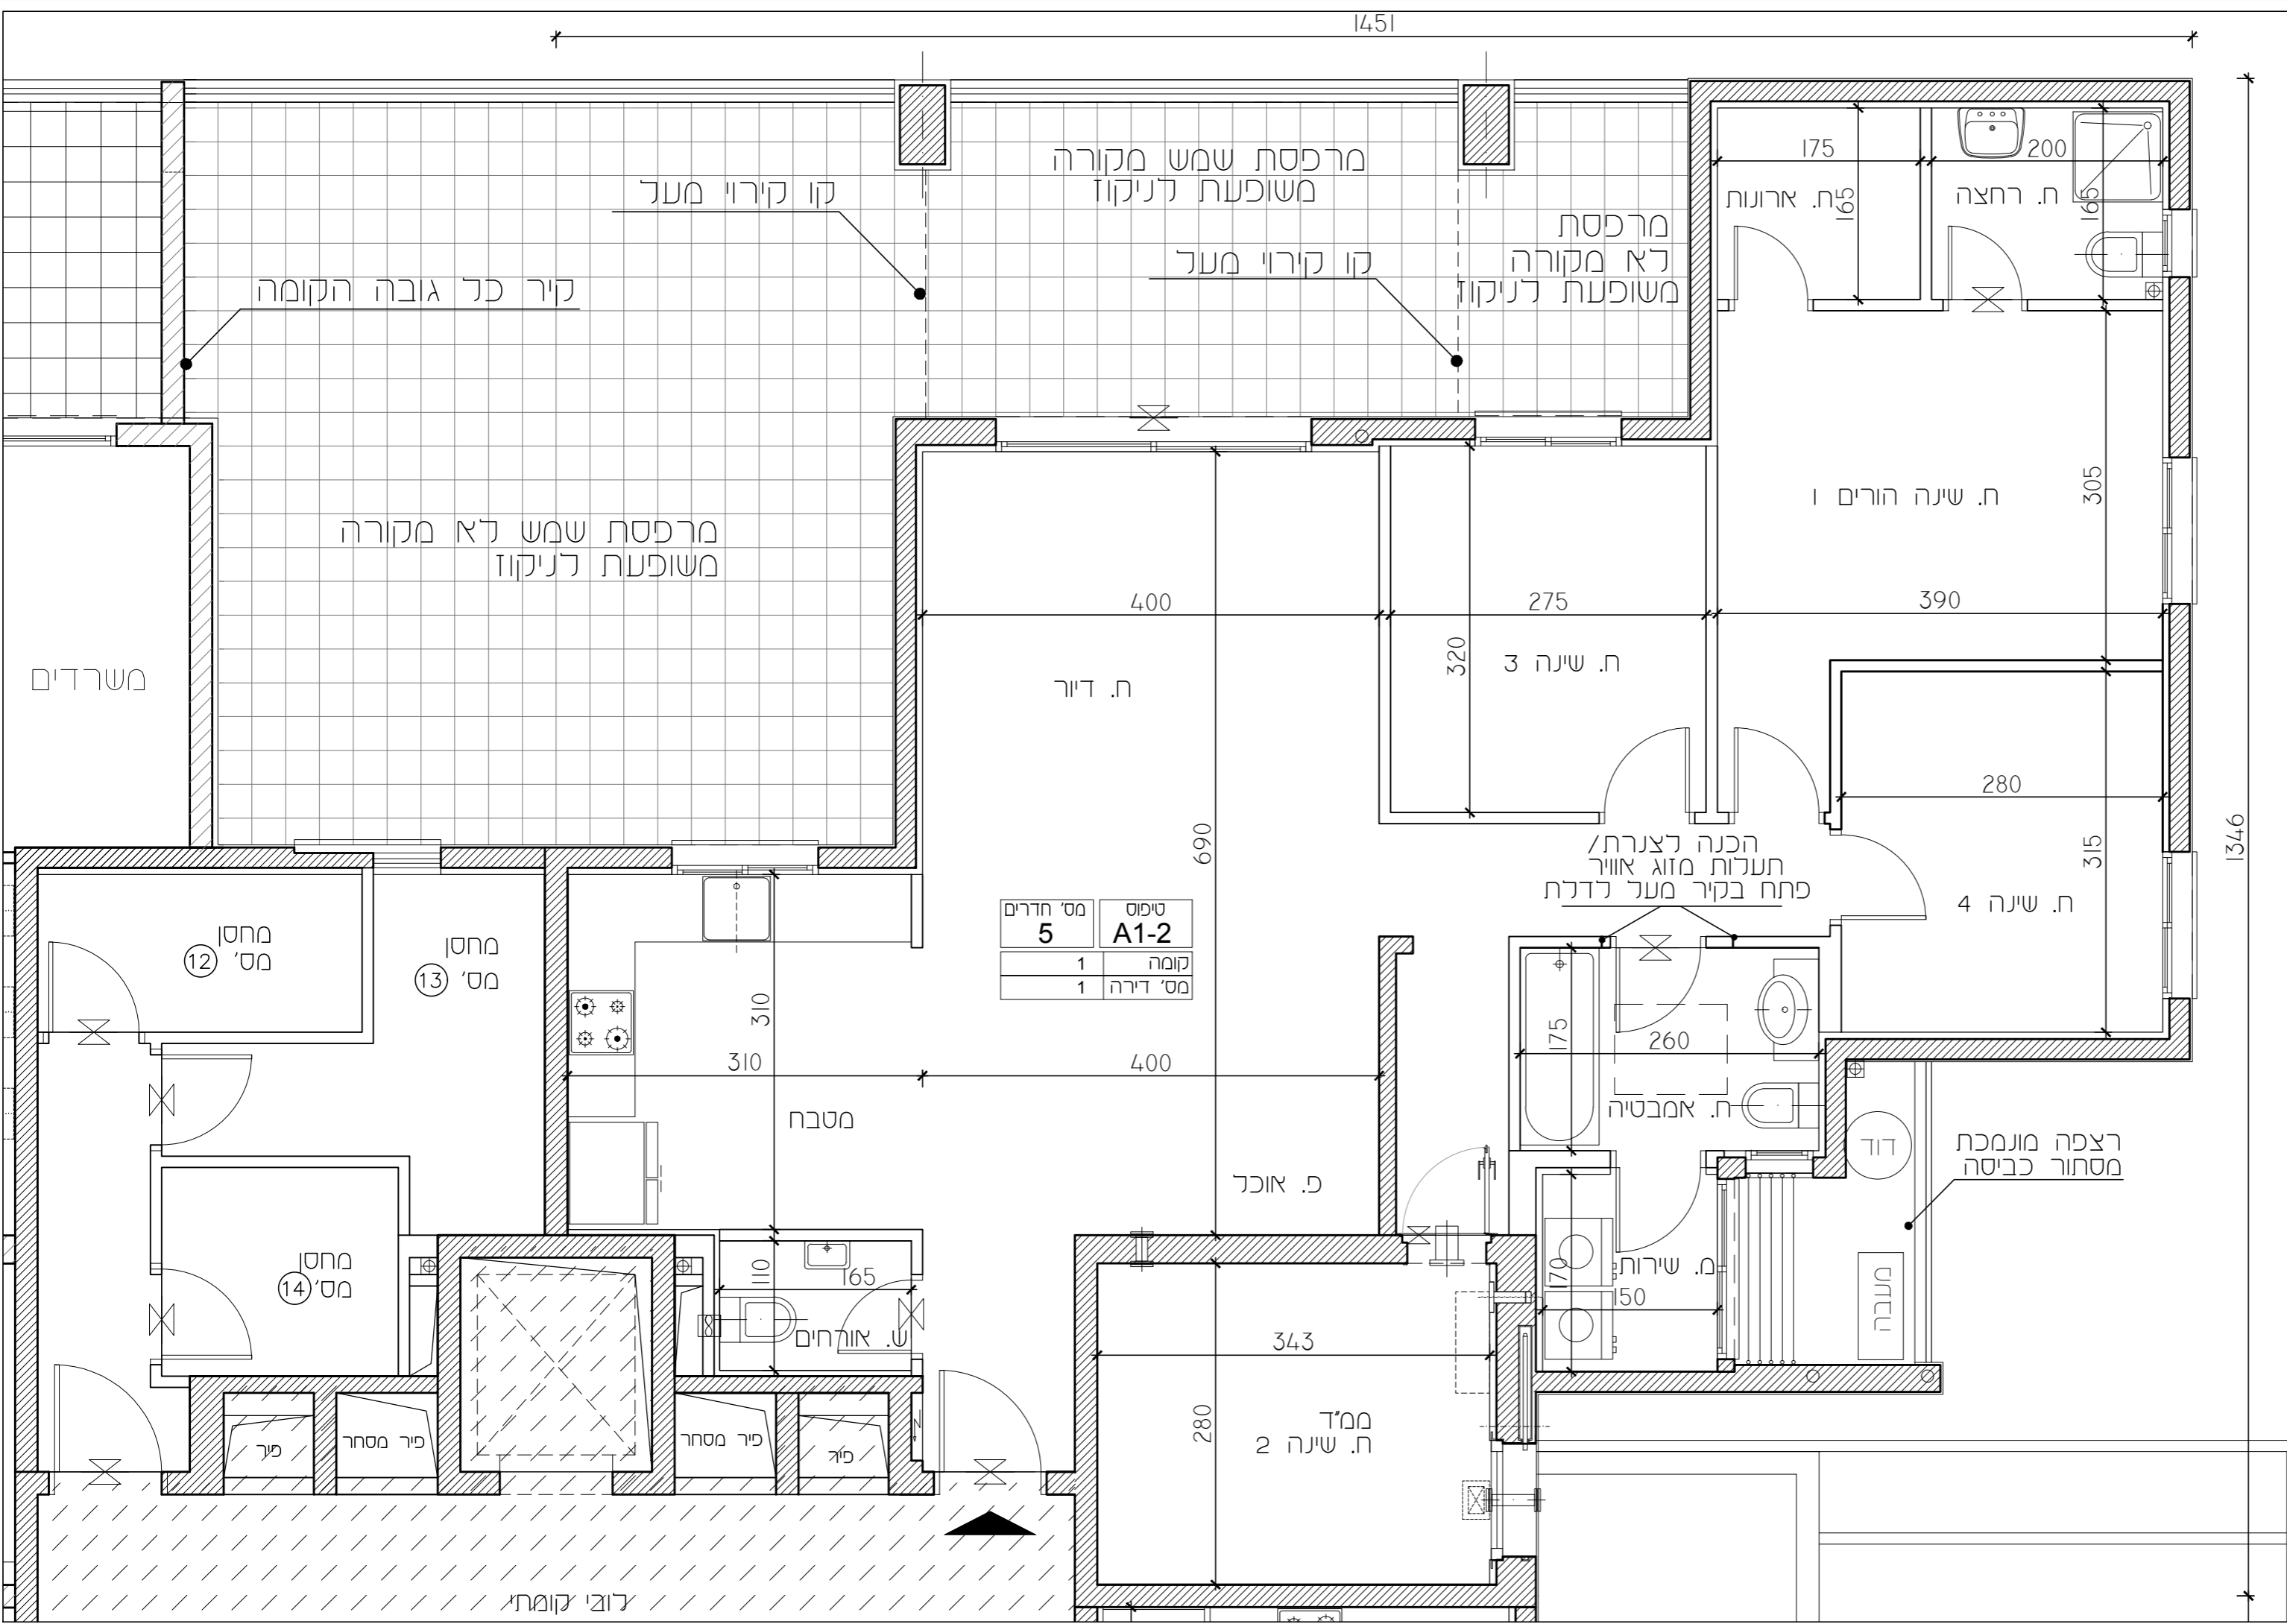 1451
מרפסת שמש מקורה
משופעת לניקוז
קו קירוי מעל
מרפסת
לא מקורה
משופעת לניקוז
קו קירוי מעל
קיר כל גובה הקומה
175
ח. ארונות
165
200
ח. רחצה
165
מרפסת שמש לא מקורה
משופעת לניקוז
משרדים
ח. שינה הורים 1
305
390
275
400
320
ח. שינה 3
ח. דיור
690
280
315
ח. שינה 4
1346
הכנה לצנרת/
תעלות מזוג אוויר
פתח בקיר מעל לדלת
טיפוס
A1-2
מס' חדרים
5
קומה 1
מס' דירה 1
מחסן
מס' 12
מחסן
מס' 13
מחסן
מס' 14
310
310
400
מטבח
פ. אוכל
175
260
ח. אמבטיה
דוד
רצפה מונמכת
מסתור כביסה
מעבה
170
מ. שירות
150
110
165
ש. אורחים
343
280
ממ"ד
ח. שינה 2
פיר
פיר מסחר
פיר מסחר
פיר
לובי קומתי